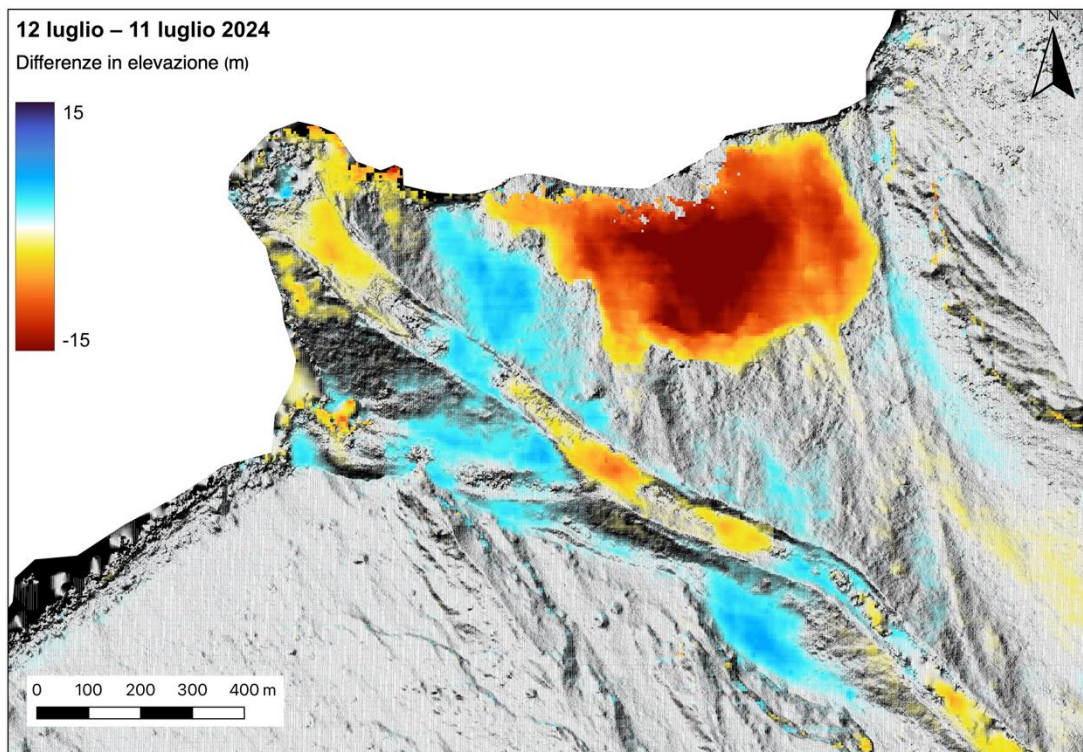 12 luglio – 11 luglio 2024
Differenze in elevazione (m)
N
15
-15
0 100 200 300 400 m